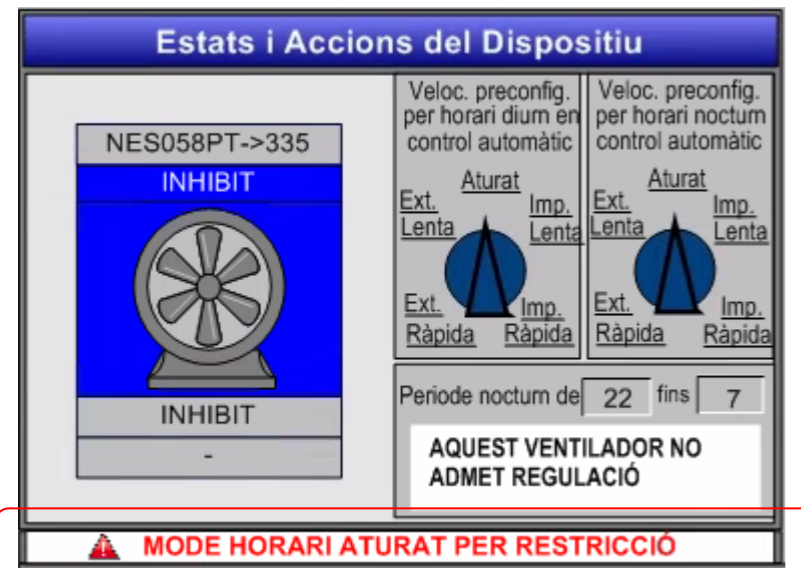 Estats i Accions del Dispositiu
NES058PT->335
INHIBIT
INHIBIT
-
Veloc. preconfig.
per horari diurn en
control automàtic
Aturat
Ext.
Lenta
Imp.
Lenta
Ext.
Ràpida
Imp.
Ràpida
Veloc. preconfig.
per horari nocturn
control automàtic
Aturat
Ext.
Lenta
Imp.
Lenta
Ext.
Ràpida
Imp.
Ràpida
Periode nocturn de 22 fins 7
AQUEST VENTILADOR NO
ADMET REGULACIÓ
MODE HORARI ATURAT PER RESTRICCIÓ